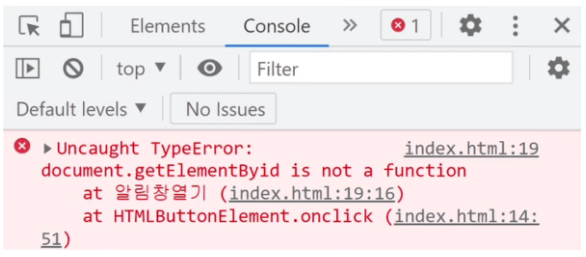 Elements Console » 1
top ▼ Filter
Default levels ▼ No Issues
▶Uncaught TypeError: index.html:19
document.getElementByid is not a function
at 알림창열기 (index.html:19:16)
at HTMLButtonElement.onclick (index.html:14:
51)